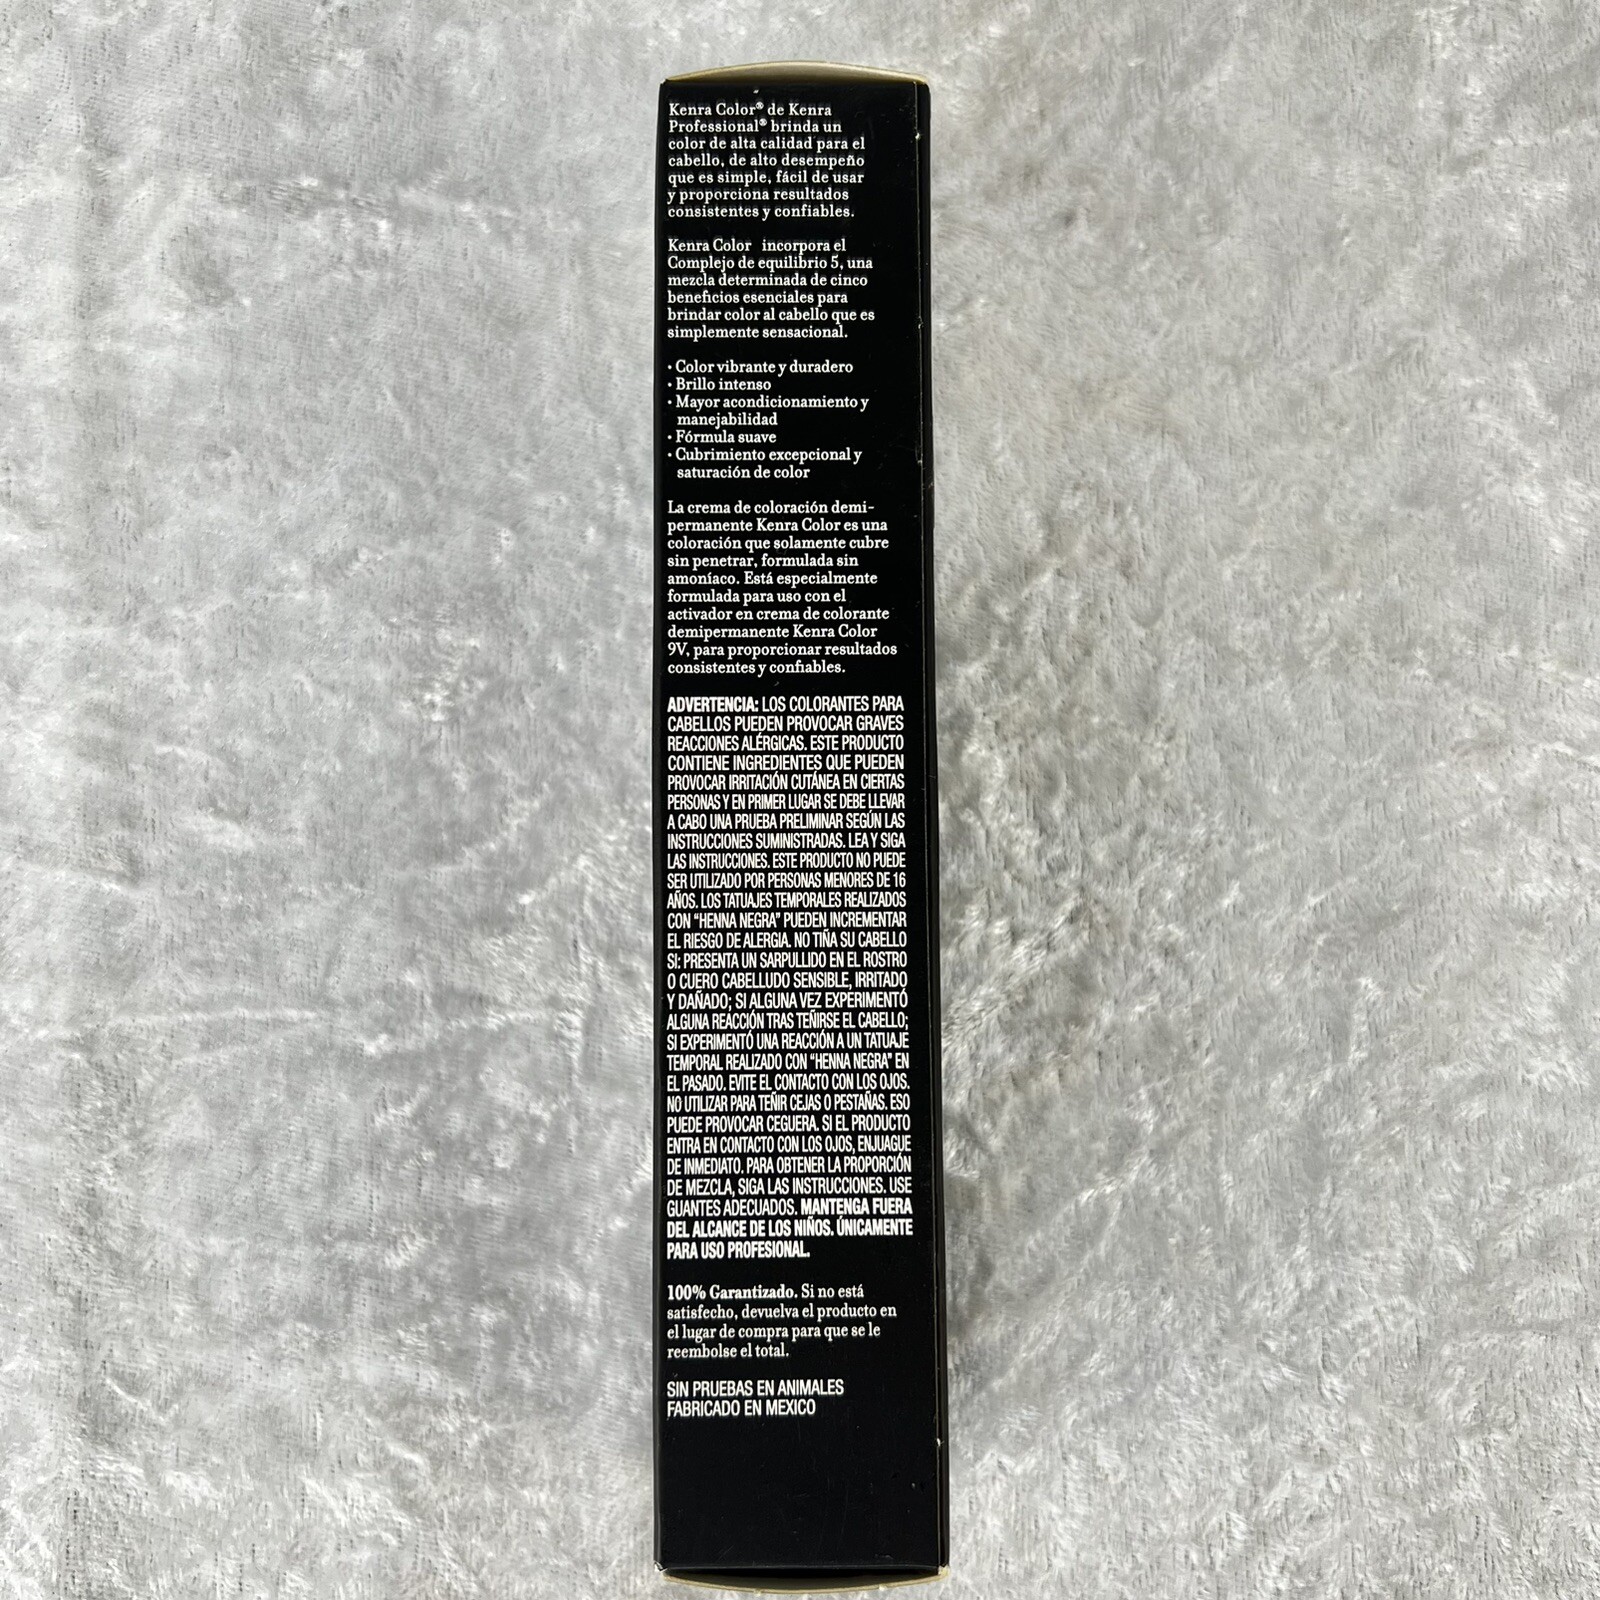 Kenra Color® de Kenra
Professional® brinda un
color de alta calidad para el
cabello, de alto desempeño
que es simple, fácil de usar
y proporciona resultados
consistentes y confiables.
Kenra Color incorpora el
Complejo de equilibrio 5, una
mezcla determinada de cinco
beneficios esenciales para
brindar color al cabello que es
simplemente sensacional.
• Color vibrante y duradero
• Brillo intenso
• Mayor acondicionamiento y
manejabilidad
• Fórmula suave
• Cubrimiento excepcional y
saturación de color
La crema de coloración demi-
permanente Kenra Color es una
coloración que solamente cubre
sin penetrar, formulada sin
amoníaco. Está especialmente
formulada para uso con el
activador en crema de colorante
demipermanente Kenra Color
9V, para proporcionar resultados
consistentes y confiables.
ADVERTENCIA: LOS COLORANTES PARA
CABELLOS PUEDEN PROVOCAR GRAVES
REACCIONES ALÉRGICAS. ESTE PRODUCTO
CONTIENE INGREDIENTES QUE PUEDEN
PROVOCAR IRRITACIÓN CUTÁNEA EN CIERTAS
PERSONAS Y EN PRIMER LUGAR SE DEBE LLEVAR
A CABO UNA PRUEBA PRELIMINAR SEGÚN LAS
INSTRUCCIONES SUMINISTRADAS. LEA Y SIGA
LAS INSTRUCCIONES. ESTE PRODUCTO NO PUEDE
SER UTILIZADO POR PERSONAS MENORES DE 16
AÑOS. LOS TATUAJES TEMPORALES REALIZADOS
CON “HENNA NEGRA” PUEDEN INCREMENTAR
EL RIESGO DE ALERGIA. NO TIÑA SU CABELLO
SI: PRESENTA UN SARPULLIDO EN EL ROSTRO
O CUERO CABELLUDO SENSIBLE, IRRITADO
Y DAÑADO; SI ALGUNA VEZ EXPERIMENTÓ
ALGUNA REACCIÓN TRAS TEÑIRSE EL CABELLO;
SI EXPERIMENTÓ UNA REACCIÓN A UN TATUAJE
TEMPORAL REALIZADO CON “HENNA NEGRA” EN
EL PASADO. EVITE EL CONTACTO CON LOS OJOS.
NO UTILIZAR PARA TEÑIR CEJAS O PESTAÑAS. ESO
PUEDE PROVOCAR CEGUERA. SI EL PRODUCTO
ENTRA EN CONTACTO CON LOS OJOS, ENJUAGUE
DE INMEDIATO. PARA OBTENER LA PROPORCIÓN
DE MEZCLA, SIGA LAS INSTRUCCIONES. USE
GUANTES ADECUADOS. MANTENGA FUERA
DEL ALCANCE DE LOS NIÑOS. ÚNICAMENTE
PARA USO PROFESIONAL.
100% Garantizado. Si no está
satisfecho, devuelva el producto en
el lugar de compra para que se le
reembolse el total.
SIN PRUEBAS EN ANIMALES
FABRICADO EN MEXICO